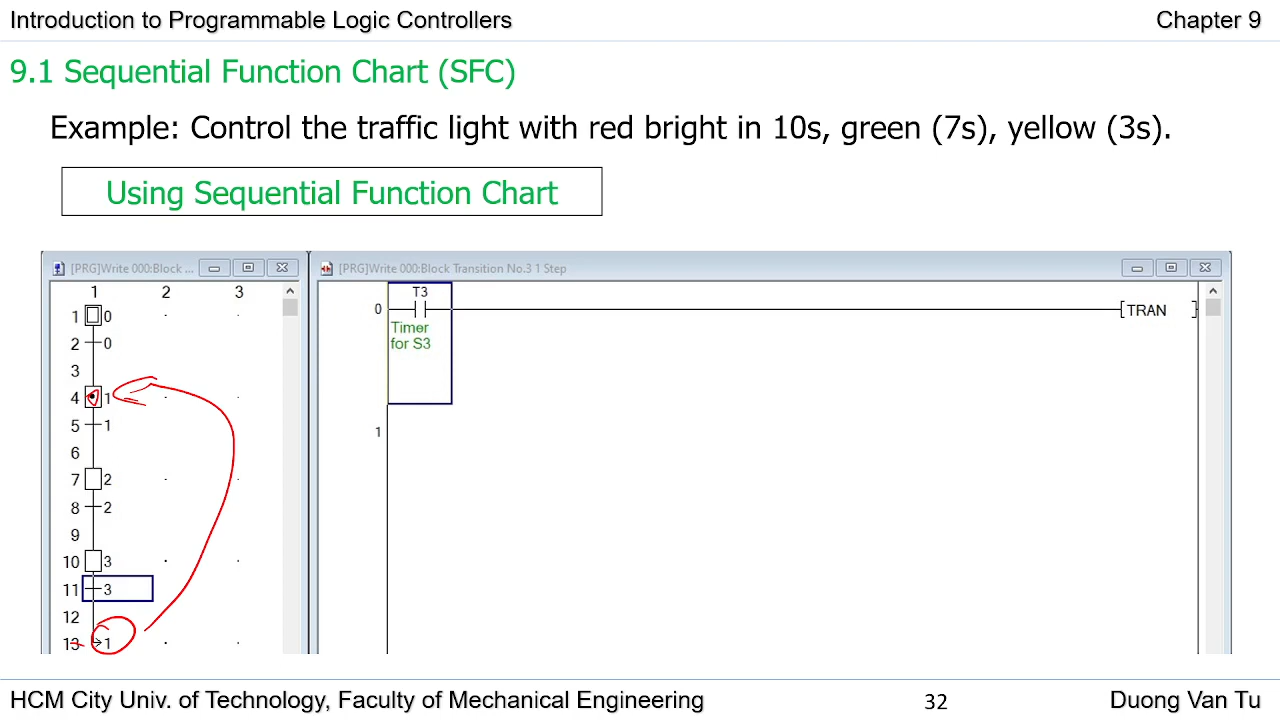 Introduction to Programmable Logic Controllers
Chapter 9
9.1 Sequential Function Chart (SFC)
Example: Control the traffic light with red bright in 10s, green (7s), yellow (3s).
Using Sequential Function Chart
[PRG]Write 000:Block ...
[PRG]Write 000:Block Transition No.3 1 Step
1 2 3
1 0
2 0
3
4 1
5 1
6
7 2
8 2
9
10 3
11 3
12
13 1
T3
0
[TRAN ]
Timer
for S3
1
HCM City Univ. of Technology, Faculty of Mechanical Engineering
32
Duong Van Tu